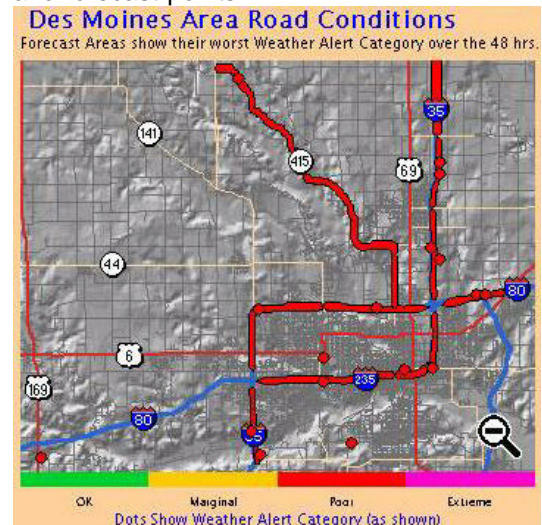 Des Moines Area Road Conditions
Forecast Areas show their worst Weather Alert Category over the 48 hrs.
35
141
415
69
44
80
6
235
169
80
35
OK Marginal Poor Extreme
Dots Show Weather Alert Category (as shown)